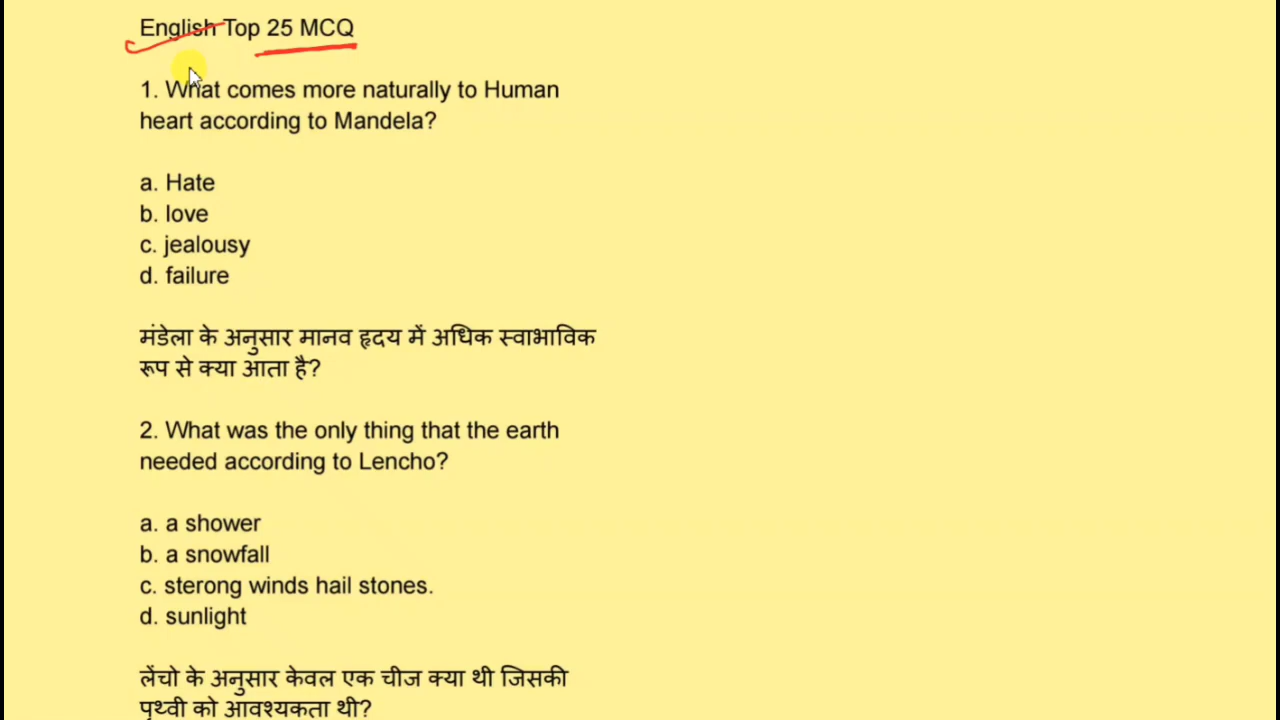 English Top 25 MCQ
1. What comes more naturally to Human
heart according to Mandela?
a. Hate
b. love
c. jealousy
d. failure
मंडेला के अनुसार मानव हृदय में अधिक स्वाभाविक
रूप से क्या आता है?
2. What was the only thing that the earth
needed according to Lencho?
a. a shower
b. a snowfall
c. sterong winds hail stones.
d. sunlight
लेंचो के अनुसार केवल एक चीज क्या थी जिसकी
पृथ्वी को आवश्यकता थी?